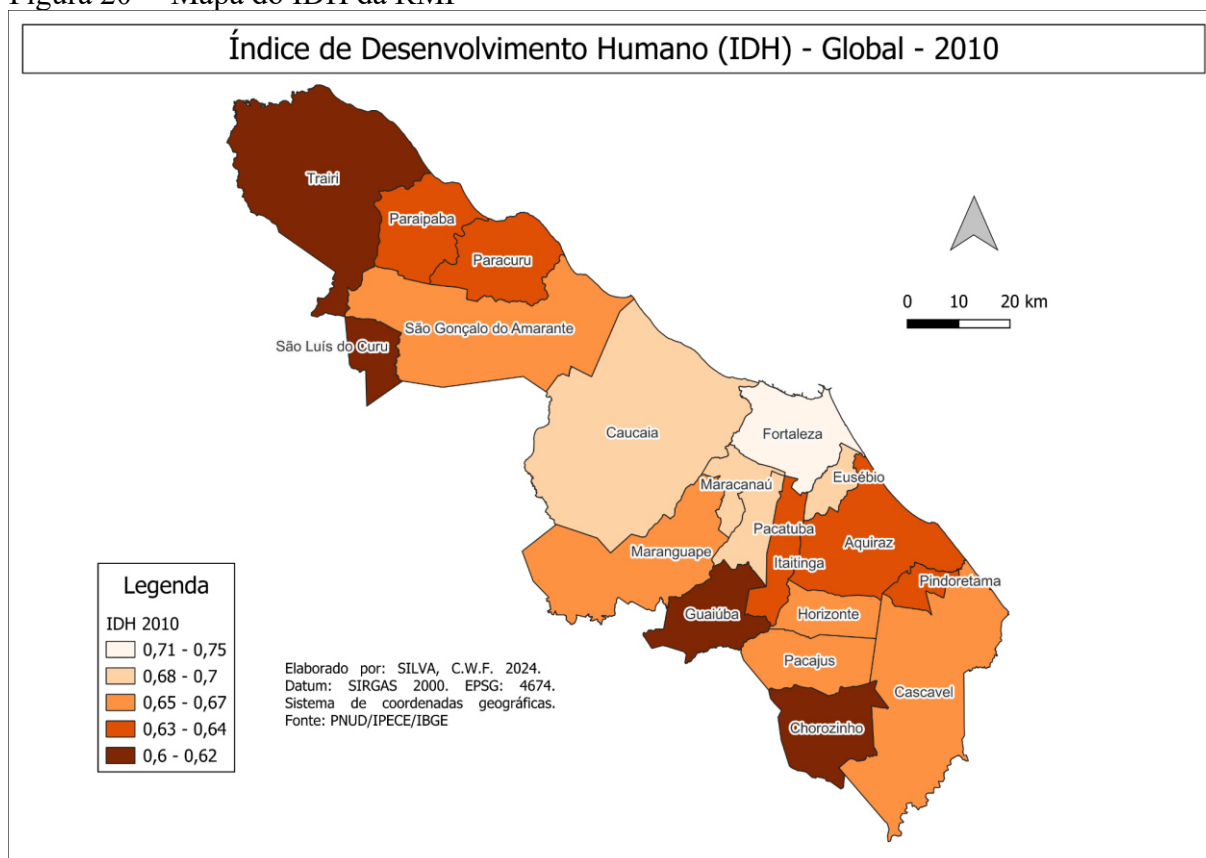 Figura 20 – Mapa do IDH da RMF
Índice de Desenvolvimento Humano (IDH) - Global - 2010
Trairi
Paraipaba
Paracuru
São Gonçalo do Amarante
São Luís do Curu
0 10 20 km
Caucaia
Fortaleza
Eusébio
Maracanaú
Pacatuba
Aquiraz
Maranguape
Itaitinga
Pindoretama
Guaiúba
Horizonte
Pacajus
Cascavel
Chorozinho
Legenda
IDH 2010
0,71 - 0,75
0,68 - 0,7
0,65 - 0,67
0,63 - 0,64
0,6 - 0,62
Elaborado por: SILVA, C.W.F. 2024.
Datum: SIRGAS 2000. EPSG: 4674.
Sistema de coordenadas geográficas.
Fonte: PNUD/IPECE/IBGE